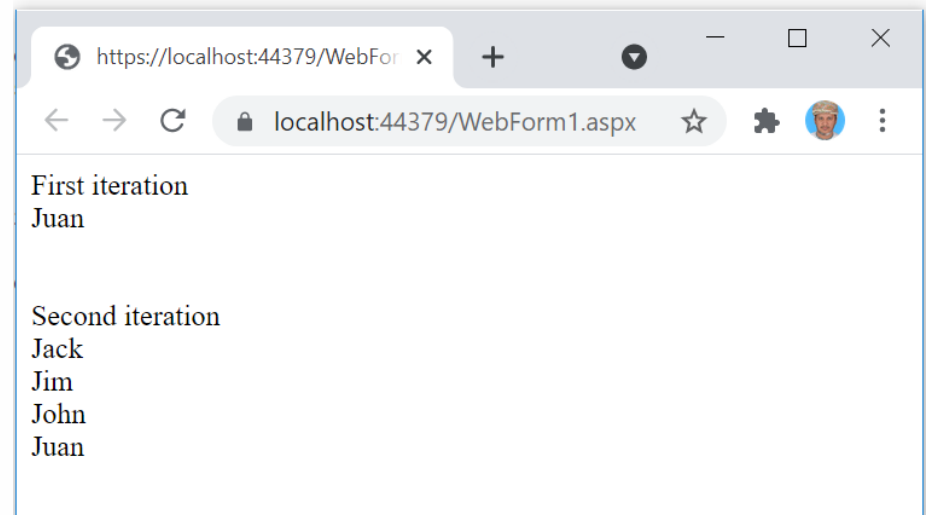 https://localhost:44379/WebFor
localhost:44379/WebForm1.aspx
First iteration
Juan
Second iteration
Jack
Jim
John
Juan